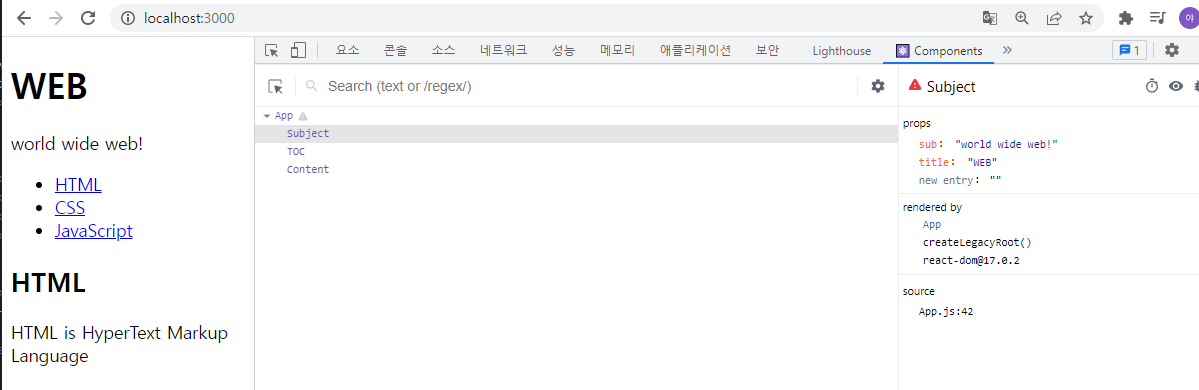 localhost:3000
야
요소 콘솔 소스 네트워크 성능 메모리 애플리케이션 보안 Lighthouse Components » 1
Search (text or /regex/)
Subject
App
Subject
TOC
Content
props
sub: "world wide web!"
title: "WEB"
new entry: ""
rendered by
App
createLegacyRoot()
react-dom@17.0.2
source
App.js:42
WEB
world wide web!
HTML
CSS
JavaScript
HTML
HTML is HyperText Markup
Language